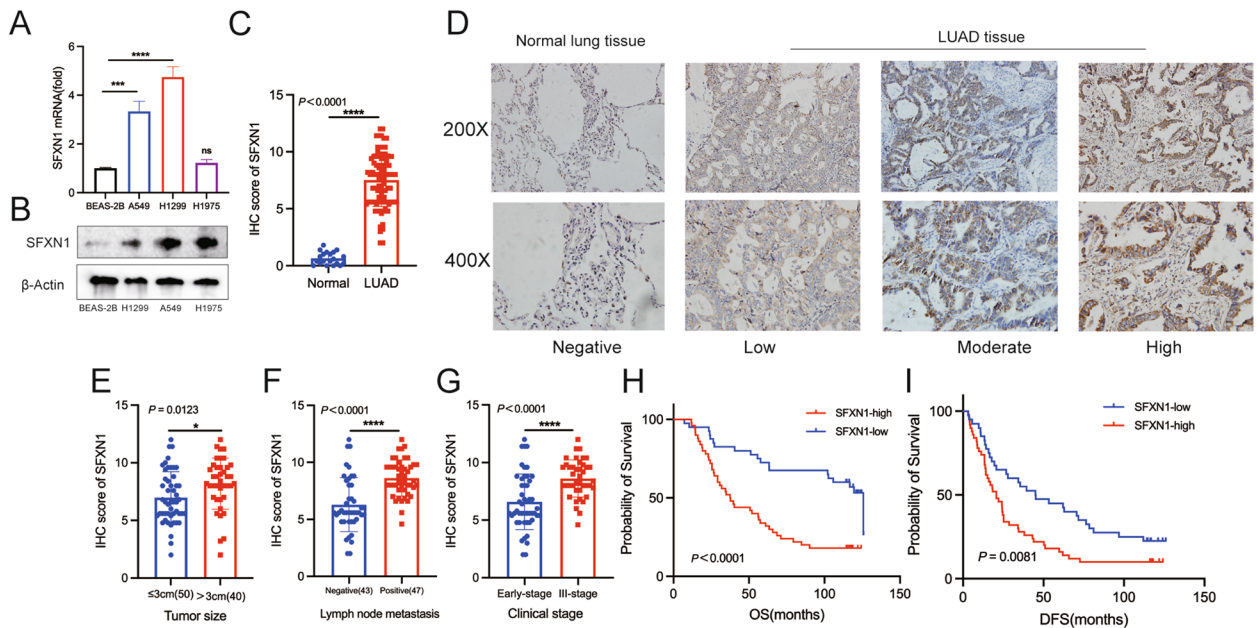 A
SFXN1 mRNA(fold)
6
4
2
0
***
****
ns
BEAS-2B A549 H1299 H1975
B
SFXN1
β-Actin
BEAS-2B H1299 A549 H1975
C
IHC score of SFXN1
15
10
5
0
P<0.0001
****
Normal LUAD
D
Normal lung tissue
LUAD tissue
200X
400X
Negative Low Moderate High
E
IHC score of SFXN1
15
10
5
0
P = 0.0123
*
≤3cm(50) >3cm(40)
Tumor size
F
IHC score of SFXN1
15
10
5
0
P<0.0001
****
Negative(43) Positive(47)
Lymph node metastasis
G
IHC score of SFXN1
15
10
5
0
P<0.0001
****
Early-stage III-stage
Clinical stage
H
Probability of Survival
100
50
0
SFXN1-high
SFXN1-low
P<0.0001
0 50 100 150
OS(months)
I
Probability of Survival
100
50
0
SFXN1-low
SFXN1-high
P = 0.0081
0 50 100 150
DFS(months)